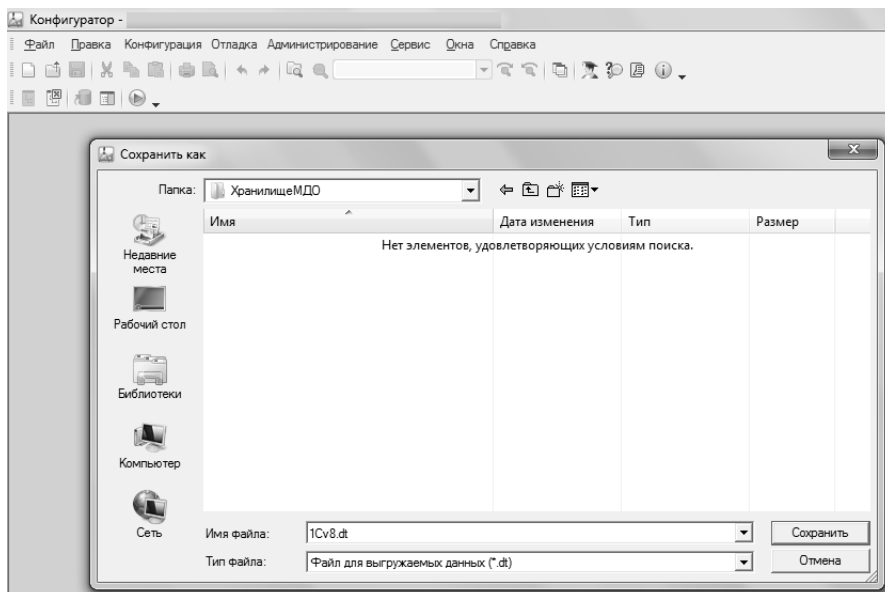 Конфигуратор -
Файл Правка Конфигурация Отладка Администрирование Сервис Окна Справка
Сохранить как
Папка: ХранилищеМДО
Имя Дата изменения Тип Размер
Нет элементов, удовлетворяющих условиям поиска.
Недавние
места
Рабочий стол
Библиотеки
Компьютер
Сеть
Имя файла: 1Cv8.dt Сохранить
Тип файла: Файл для выгружаемых данных (*.dt) Отмена